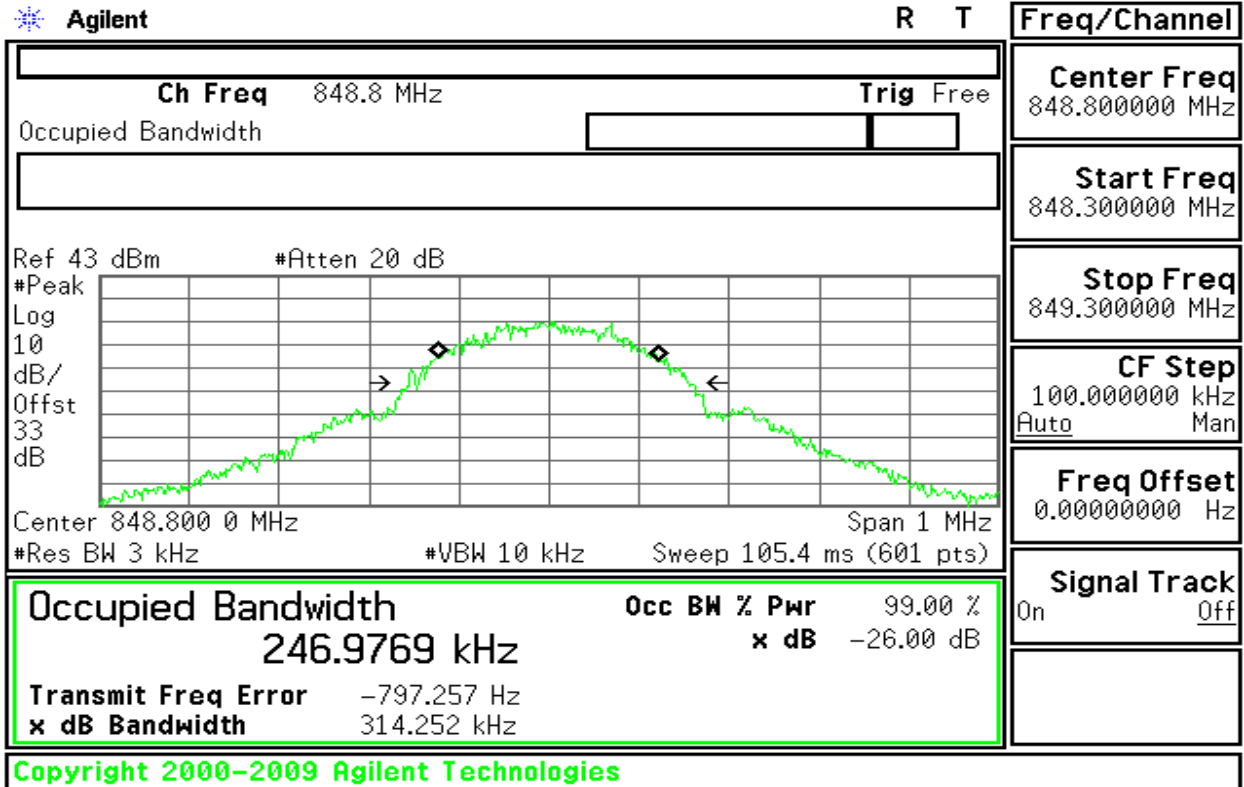 Agilent R T
Freq/Channel
Ch Freq 848.8 MHz Trig Free
Occupied Bandwidth
Center Freq
848.800000 MHz
Start Freq
848.300000 MHz
Stop Freq
849.300000 MHz
CF Step
100.000000 kHz
Auto Man
Freq Offset
0.00000000 Hz
Signal Track
On Off
Ref 43 dBm #Atten 20 dB
#Peak
Log
10
dB/
Offst
33
dB
Center 848.800 0 MHz Span 1 MHz
#Res BW 3 kHz #VBW 10 kHz Sweep 105.4 ms (601 pts)
Occupied Bandwidth Occ BW % Pwr 99.00 %
246.9769 kHz x dB -26.00 dB
Transmit Freq Error -797.257 Hz
x dB Bandwidth 314.252 kHz
Copyright 2000-2009 Agilent Technologies